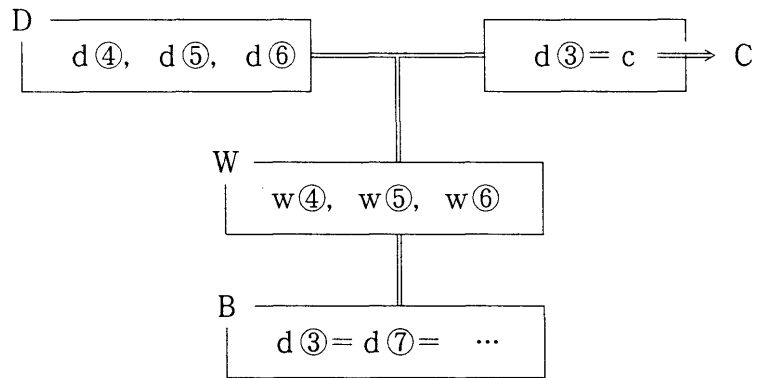 D
d④, d⑤, d⑥
d③= c
C
W
w④, w⑤, w⑥
B
d③= d⑦= …